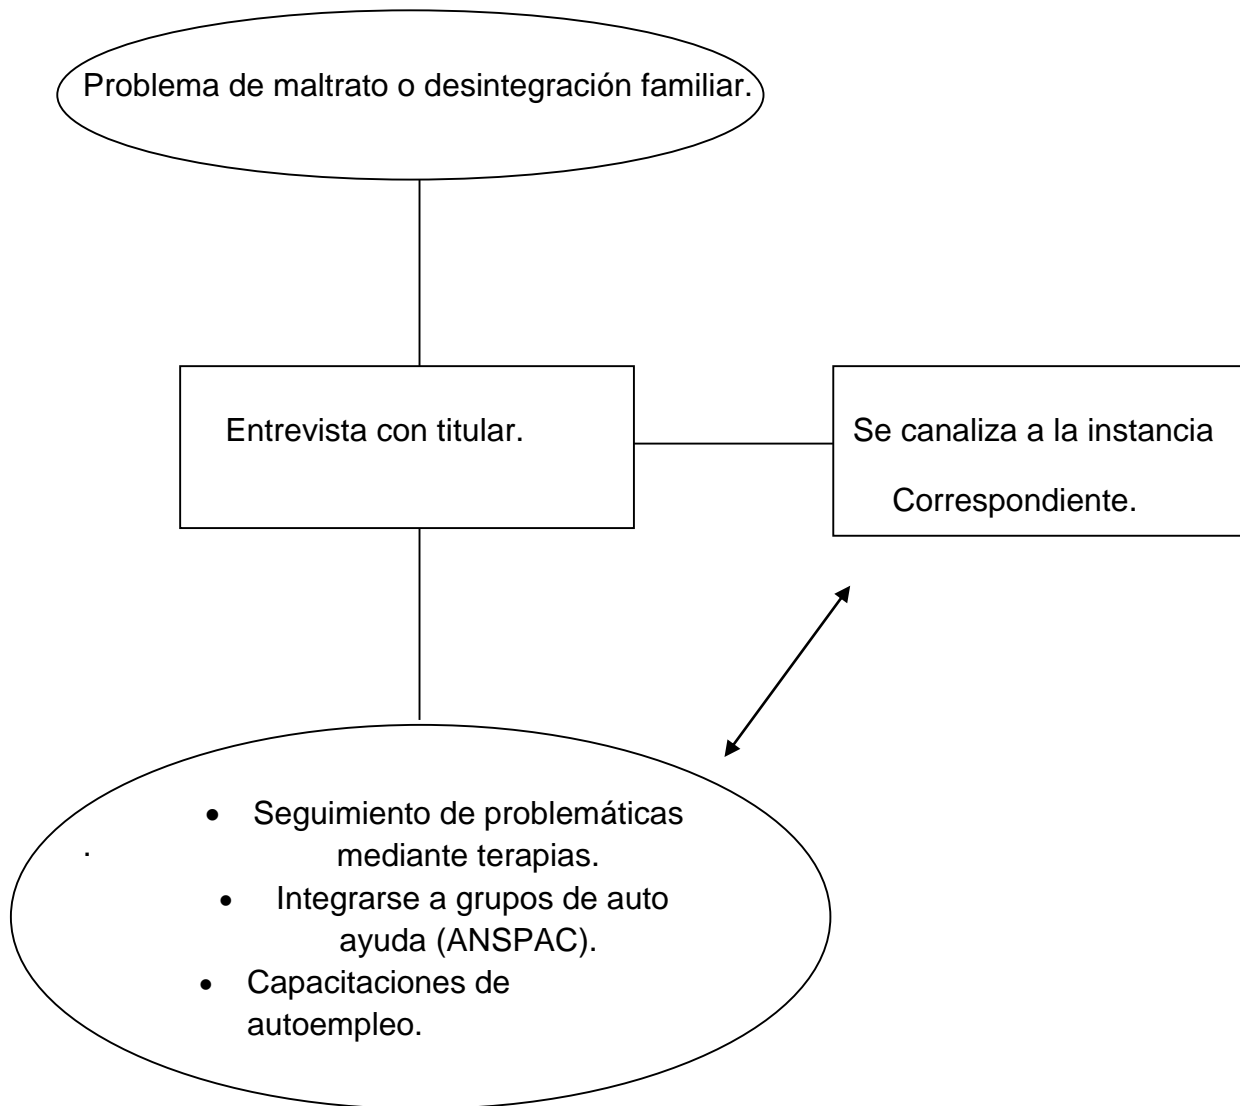 Problema de maltrato o desintegración familiar.
Entrevista con titular.
Se canaliza a la instancia
Correspondiente.
.
• Seguimiento de problemáticas
mediante terapias.
• Integrarse a grupos de auto
ayuda (ANSPAC).
• Capacitaciones de
autoempleo.